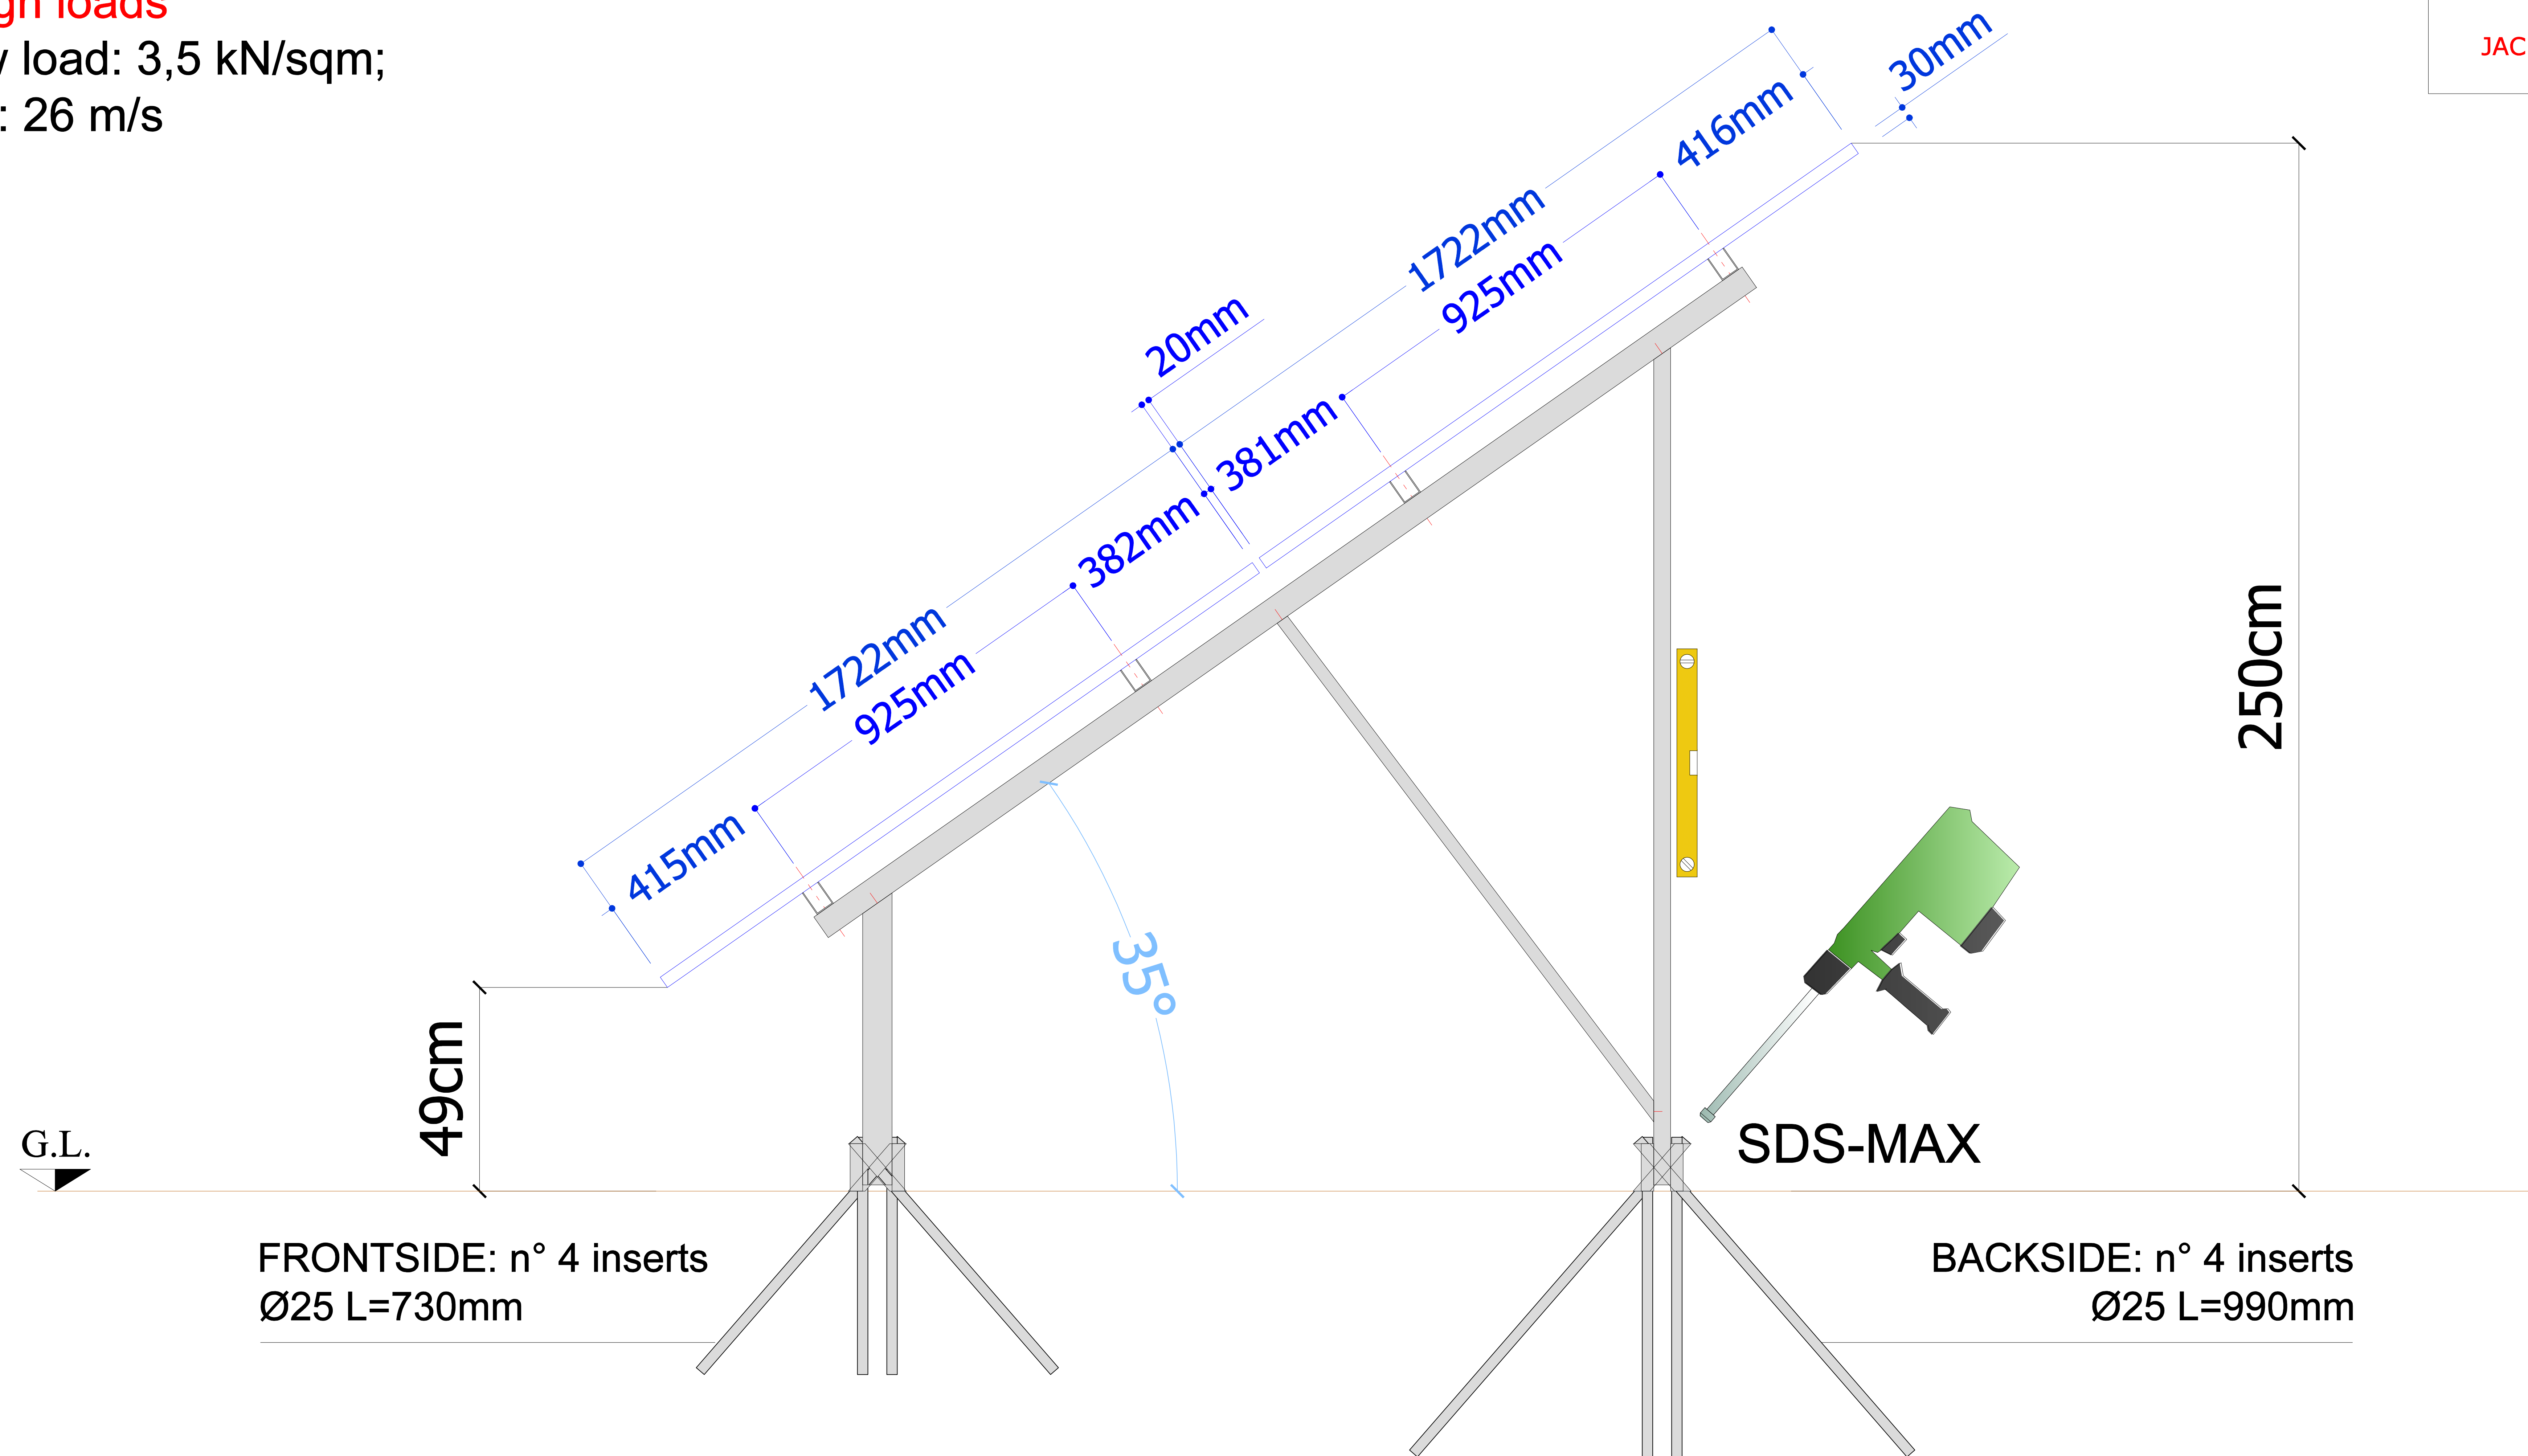 gn loads
load: 3,5 kN/sqm;
: 26 m/s
JAC
30mm
416mm
1722mm
925mm
20mm
381mm
382mm
1722mm
925mm
415mm
250cm
35°
49cm
G.L.
SDS-MAX
FRONTSIDE: n° 4 inserts
Ø25 L=730mm
BACKSIDE: n° 4 inserts
Ø25 L=990mm